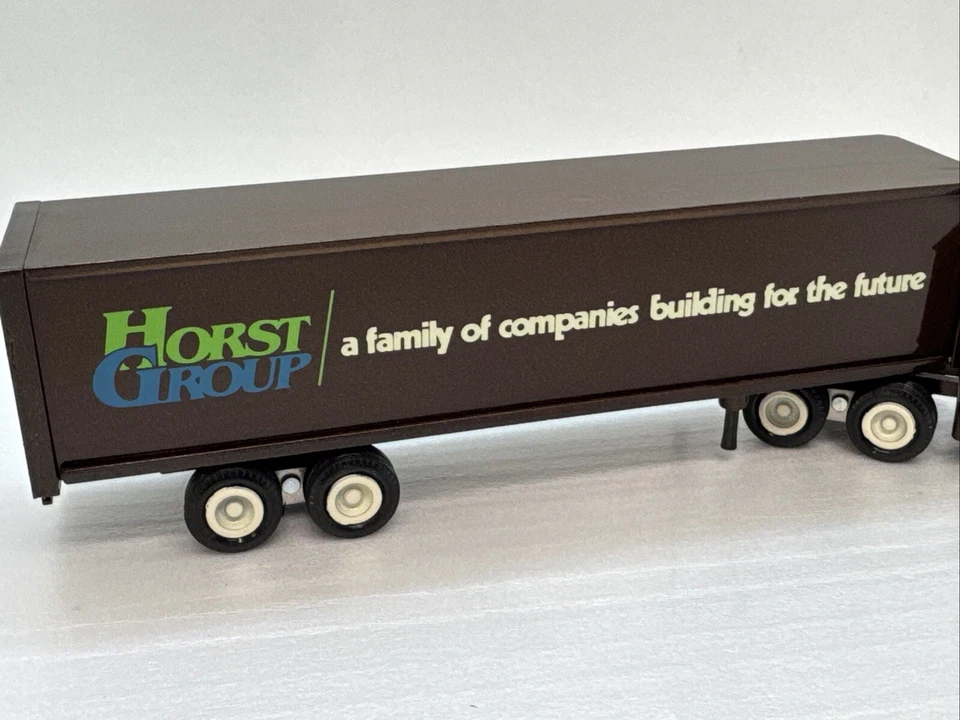 HORST
GROUP
a family of companies building for the future